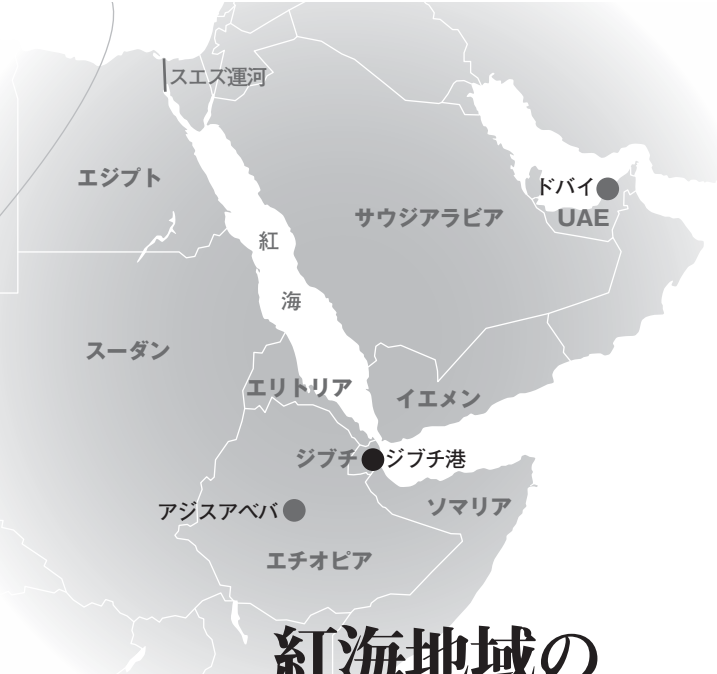 スエズ運河
エジプト
ドバイ
サウジアラビア
UAE
紅
海
スーダン
エリトリア
イエメン
ジブチ
ジブチ港
アジスアベバ
ソマリア
エチオピア
紅海地域の